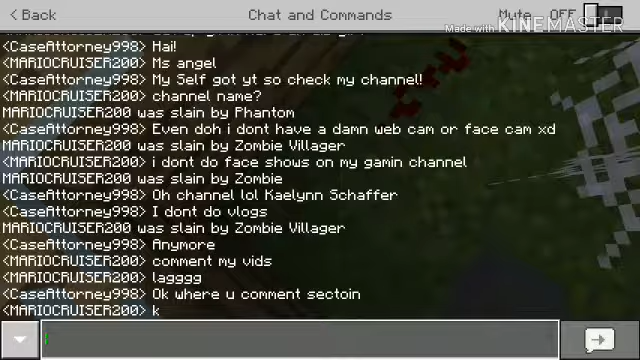 < Back
Chat and Commands
Mute
OFF
Made with KINEMASTER
<CaseAttorney998> Hai!
<MARIOCRUISER200> Ms angel
<CaseAttorney998> My Self got yt so check my channel!
<MARIOCRUISER200> channel name?
MARIOCRUISER200 was slain by Phantom
<CaseAttorney998> Even doh i dont have a damn web cam or face cam xd
MARIOCRUISER200 was slain by Zombie Villager
<MARIOCRUISER200> i dont do face shows on my gamin channel
MARIOCRUISER200 was slain by Zombie
<CaseAttorney998> Oh channel lol Kaelynn Schaffer
<CaseAttorney998> I dont do vlogs
MARIOCRUISER200 was slain by Zombie Villager
<CaseAttorney998> Anymore
<MARIOCRUISER200> comment my vids
<MARIOCRUISER200> lagggg
<CaseAttorney998> Ok where u comment sectoin
<MARIOCRUISER200> k